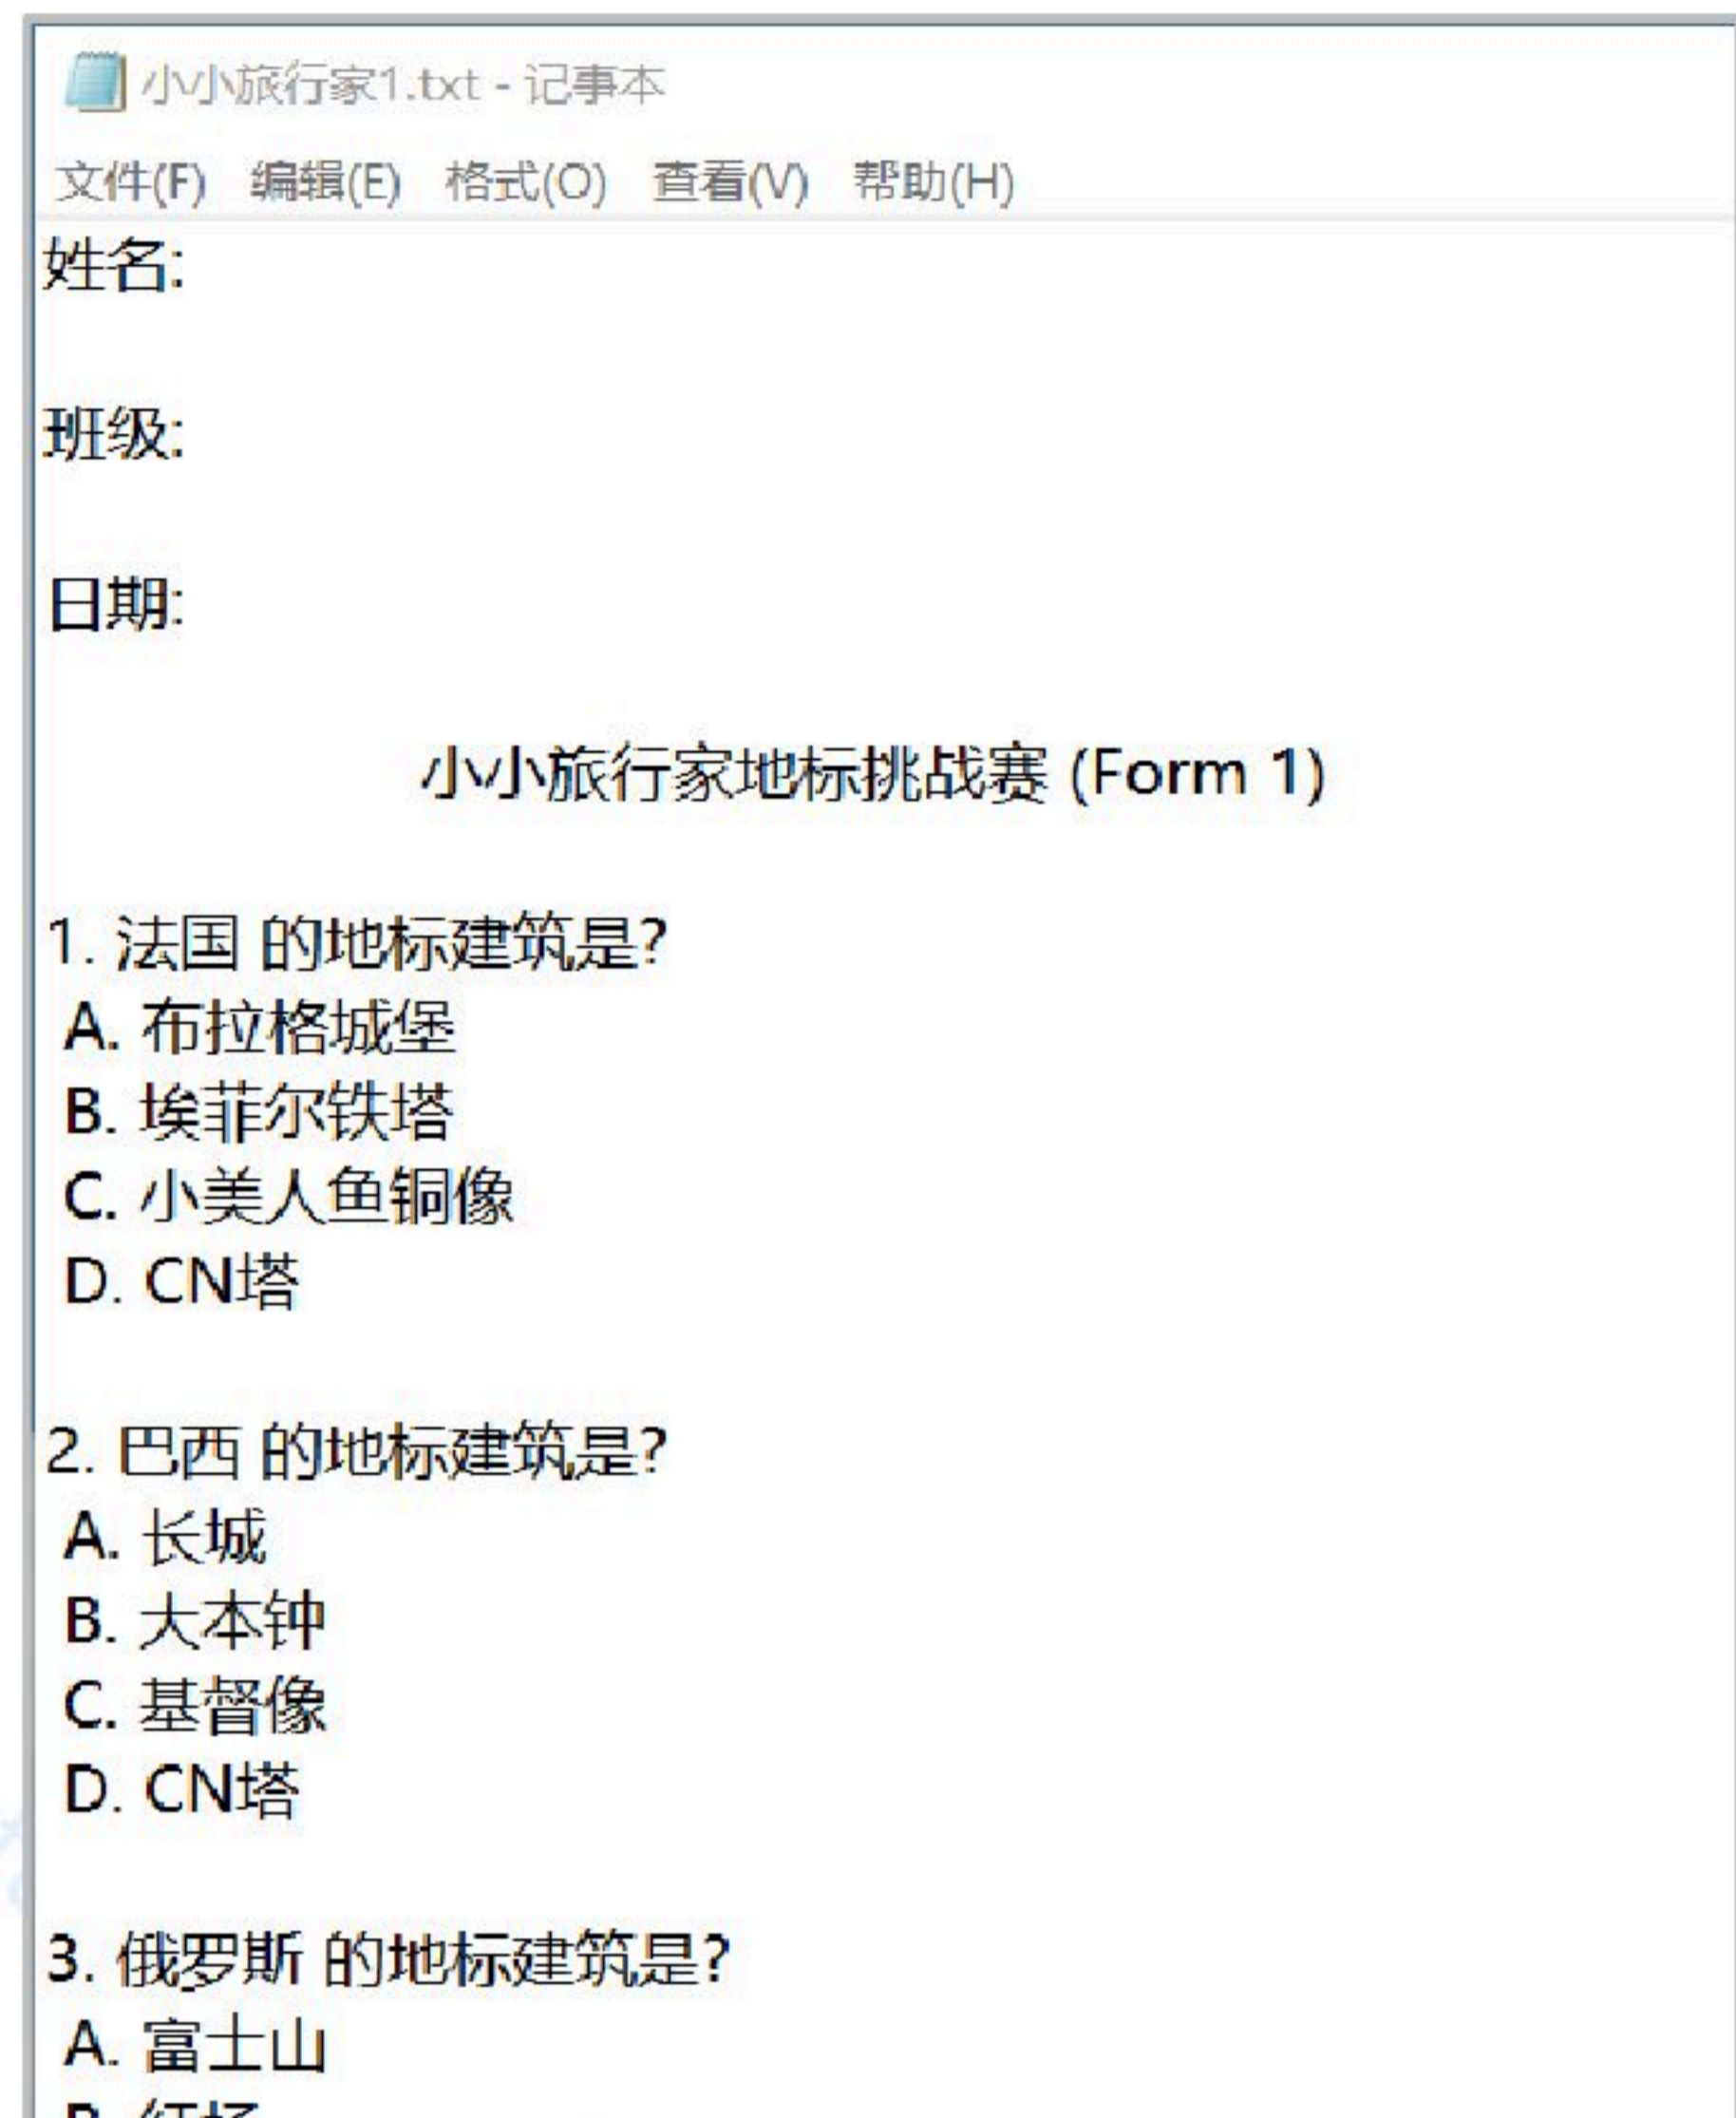 小小旅行家1.txt - 记事本
文件(F) 编辑(E) 格式(O) 查看(V) 帮助(H)
姓名:
班级:
日期:
小小旅行家地标挑战赛 (Form 1)
1. 法国 的地标建筑是?
A. 布拉格城堡
B. 埃菲尔铁塔
C. 小美人鱼铜像
D. CN塔
2. 巴西 的地标建筑是?
A. 长城
B. 大本钟
C. 基督像
D. CN塔
3. 俄罗斯 的地标建筑是?
A. 富士山
B. 红场